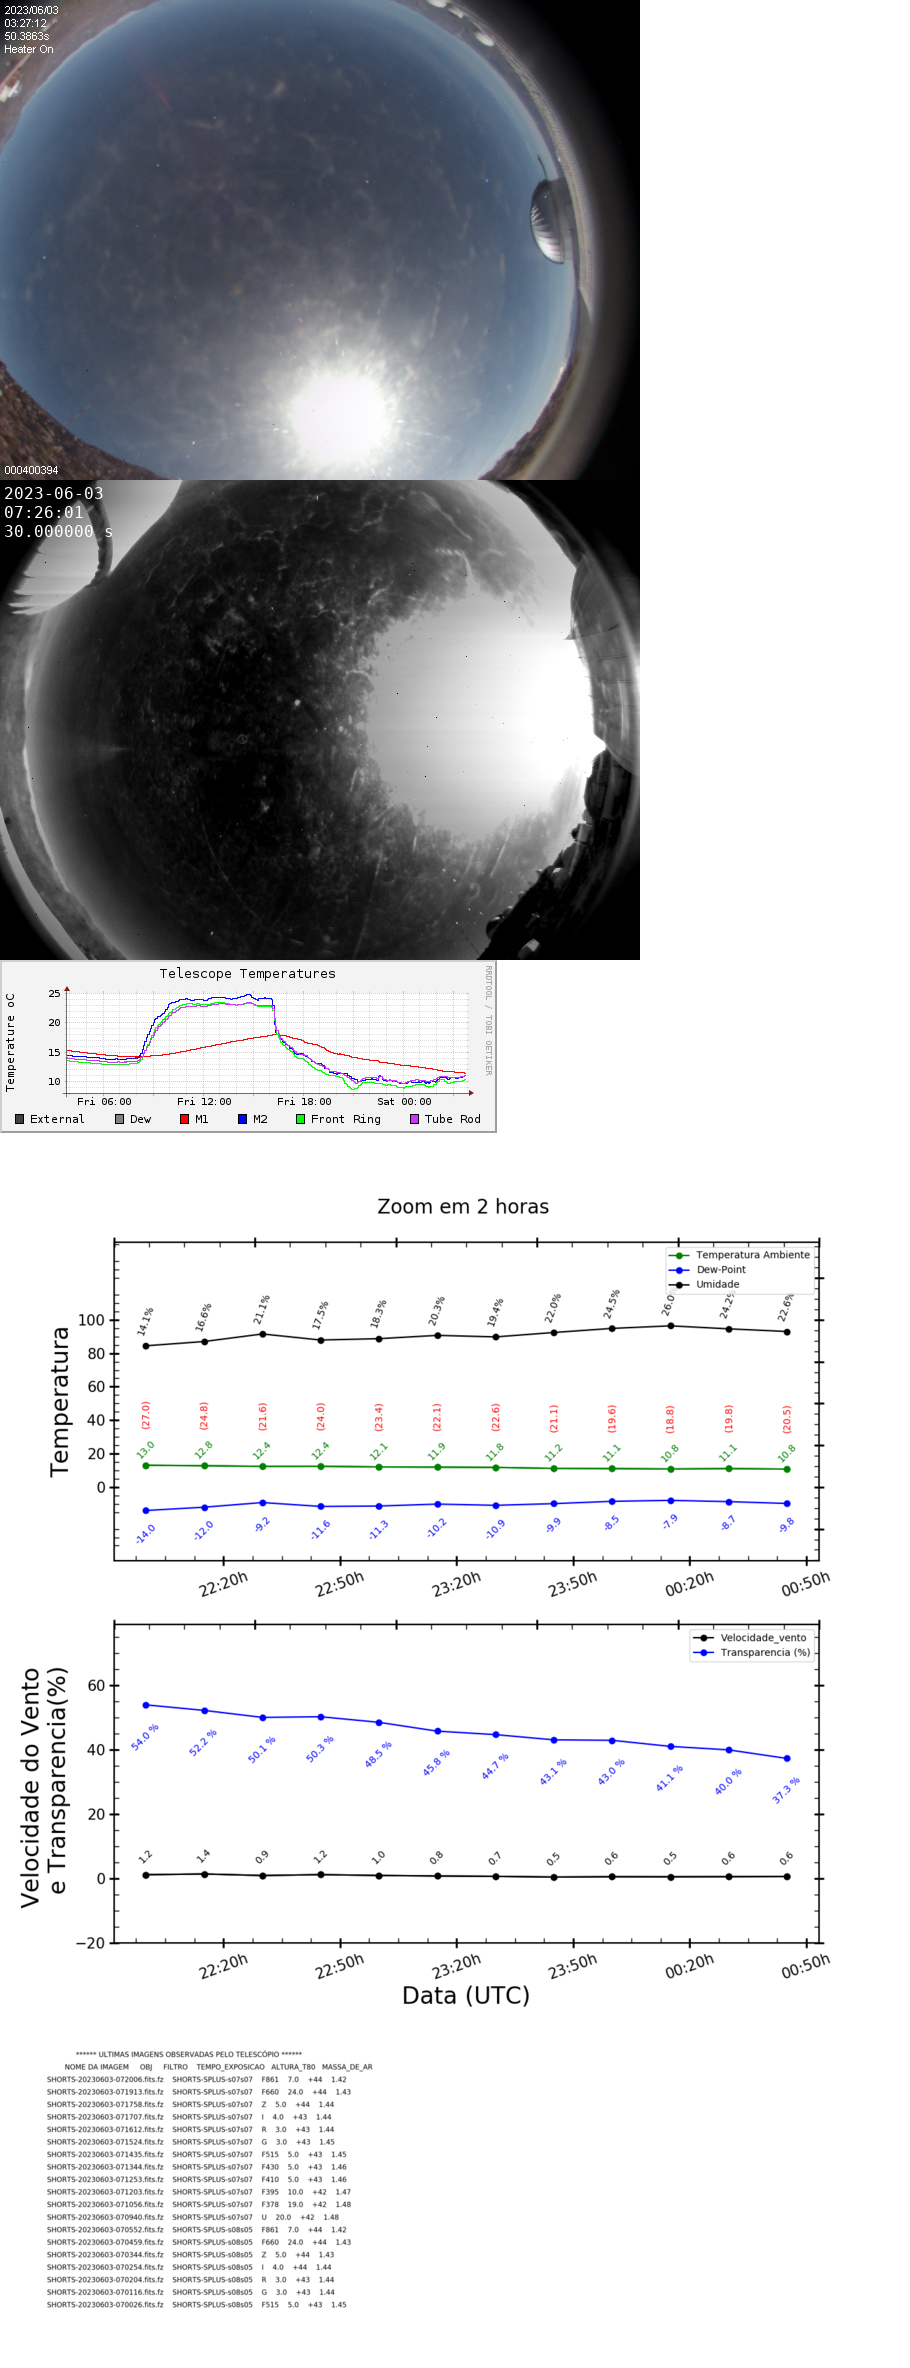 2023/06/03
03:27:12
50.3863s
Heater On
000400394
2023-06-03
07:26:01
30.000000 s
Telescope Temperatures
RRDTOOL / TOBI OETIKER
Temperature oC
25
20
15
10
Fri 06:00 Fri 12:00 Fri 18:00 Sat 00:00
External Dew M1 M2 Front Ring Tube Rod
Zoom em 2 horas
Temperatura Ambiente
Dew-Point
Umidade
Temperatura
100
80
60
40
20
0
14.1% 16.6% 21.1% 17.5% 18.3% 20.3% 19.4% 22.0% 24.5% 26.0 24.2% 22.6%
(27.0) (24.8) (21.6) (24.0) (23.4) (22.1) (22.6) (21.1) (19.6) (18.8) (19.8) (20.5)
13.0 12.8 12.4 12.4 12.1 11.9 11.8 11.2 11.1 10.8 11.1 10.8
-14.0 -12.0 -9.2 -11.6 -11.3 -10.2 -10.9 -9.9 -8.5 -7.9 -8.7 -9.8
22:20h 22:50h 23:20h 23:50h 00:20h 00:50h
Velocidade_vento
Transparencia (%)
Velocidade do Vento
e Transparencia(%)
60
40
20
0
−20
54.0 % 52.2 % 50.1 % 50.3 % 48.5 % 45.8 % 44.7 % 43.1 % 43.0 % 41.1 % 40.0 % 37.3 %
1.2 1.4 0.9 1.2 1.0 0.8 0.7 0.5 0.6 0.5 0.6 0.6
22:20h 22:50h 23:20h 23:50h 00:20h 00:50h
Data (UTC)
****** ULTIMAS IMAGENS OBSERVADAS PELO TELESCÓPIO ******
NOME DA IMAGEM OBJ FILTRO TEMPO_EXPOSICAO ALTURA_T80 MASSA_DE_AR
SHORTS-20230603-072006.fits.fz SHORTS-SPLUS-s07s07 F861 7.0 +44 1.42
SHORTS-20230603-071913.fits.fz SHORTS-SPLUS-s07s07 F660 24.0 +44 1.43
SHORTS-20230603-071758.fits.fz SHORTS-SPLUS-s07s07 Z 5.0 +44 1.44
SHORTS-20230603-071707.fits.fz SHORTS-SPLUS-s07s07 I 4.0 +43 1.44
SHORTS-20230603-071612.fits.fz SHORTS-SPLUS-s07s07 R 3.0 +43 1.44
SHORTS-20230603-071524.fits.fz SHORTS-SPLUS-s07s07 G 3.0 +43 1.45
SHORTS-20230603-071435.fits.fz SHORTS-SPLUS-s07s07 F515 5.0 +43 1.45
SHORTS-20230603-071344.fits.fz SHORTS-SPLUS-s07s07 F430 5.0 +43 1.46
SHORTS-20230603-071253.fits.fz SHORTS-SPLUS-s07s07 F410 5.0 +43 1.46
SHORTS-20230603-071203.fits.fz SHORTS-SPLUS-s07s07 F395 10.0 +42 1.47
SHORTS-20230603-071056.fits.fz SHORTS-SPLUS-s07s07 F378 19.0 +42 1.48
SHORTS-20230603-070940.fits.fz SHORTS-SPLUS-s07s07 U 20.0 +42 1.48
SHORTS-20230603-070552.fits.fz SHORTS-SPLUS-s08s05 F861 7.0 +44 1.42
SHORTS-20230603-070459.fits.fz SHORTS-SPLUS-s08s05 F660 24.0 +44 1.43
SHORTS-20230603-070344.fits.fz SHORTS-SPLUS-s08s05 Z 5.0 +44 1.43
SHORTS-20230603-070254.fits.fz SHORTS-SPLUS-s08s05 I 4.0 +44 1.44
SHORTS-20230603-070204.fits.fz SHORTS-SPLUS-s08s05 R 3.0 +43 1.44
SHORTS-20230603-070116.fits.fz SHORTS-SPLUS-s08s05 G 3.0 +43 1.44
SHORTS-20230603-070026.fits.fz SHORTS-SPLUS-s08s05 F515 5.0 +43 1.45